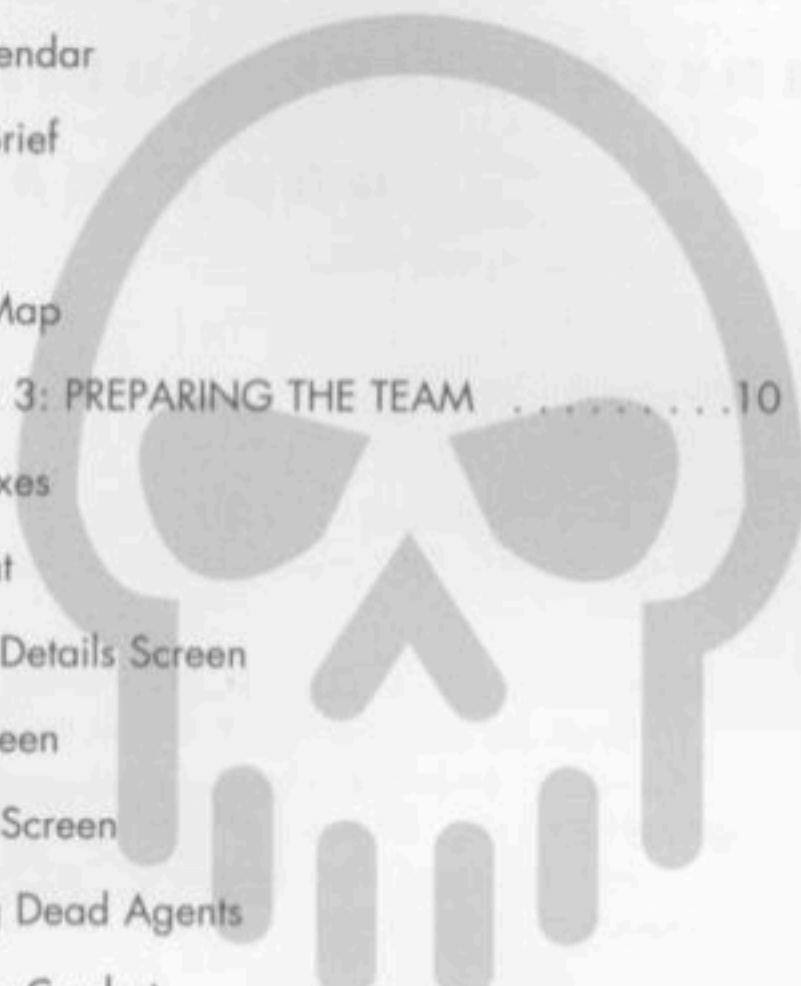 endar
rief
Map
3: PREPARING THE TEAM ..........10
xes
t
Details Screen
een
Screen
Dead Agents